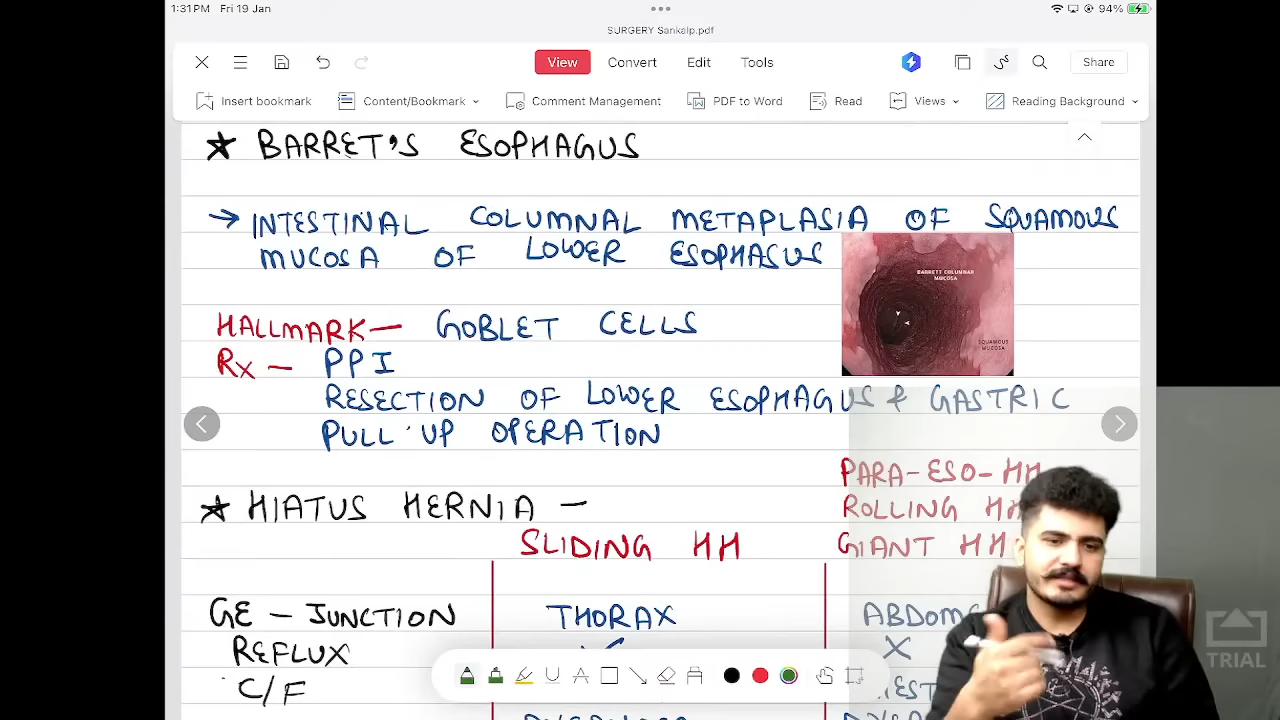 1:31PM Fri 19 Jan
94%
SURGERY Sankalp.pdf
View Convert Edit Tools
Share
Insert bookmark Content/Bookmark Comment Management PDF to Word Read Views Reading Background
★ BARRET'S ESOPHAGUS
→ INTESTINAL COLUMNAL METAPLASIA OF SQUAMOUS
MUCOSA OF LOWER ESOPHAGUS
BARRETT COLUMNAR
MUCOSA
SQUAMOUS
MUCOSA
HALLMARK — GOBLET CELLS
Rx — PPI
RESECTION OF LOWER ESOPHAGUS & GASTRIC
PULL UP OPERATION
★ HIATUS HERNIA —
SLIDING HH
PARA-ESO-HH
ROLLING HH
GIANT HH
GE - JUNCTION THORAX
REFLUX X
C/F
TRIAL